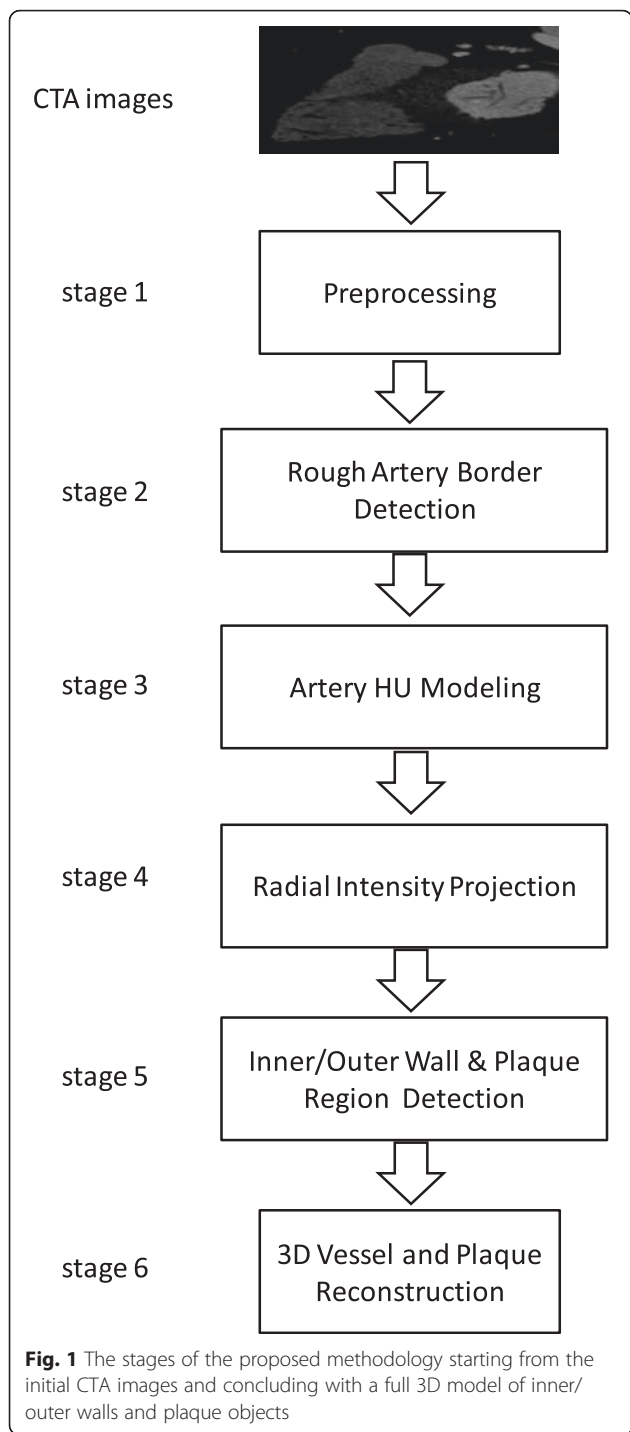 CTA images
stage 1
Preprocessing
stage 2
Rough Artery Border
Detection
stage 3
Artery HU Modeling
stage 4
Radial Intensity Projection
stage 5
Inner/Outer Wall & Plaque
Region Detection
stage 6
3D Vessel and Plaque
Reconstruction
Fig. 1 The stages of the proposed methodology starting from the
initial CTA images and concluding with a full 3D model of inner/
outer walls and plaque objects